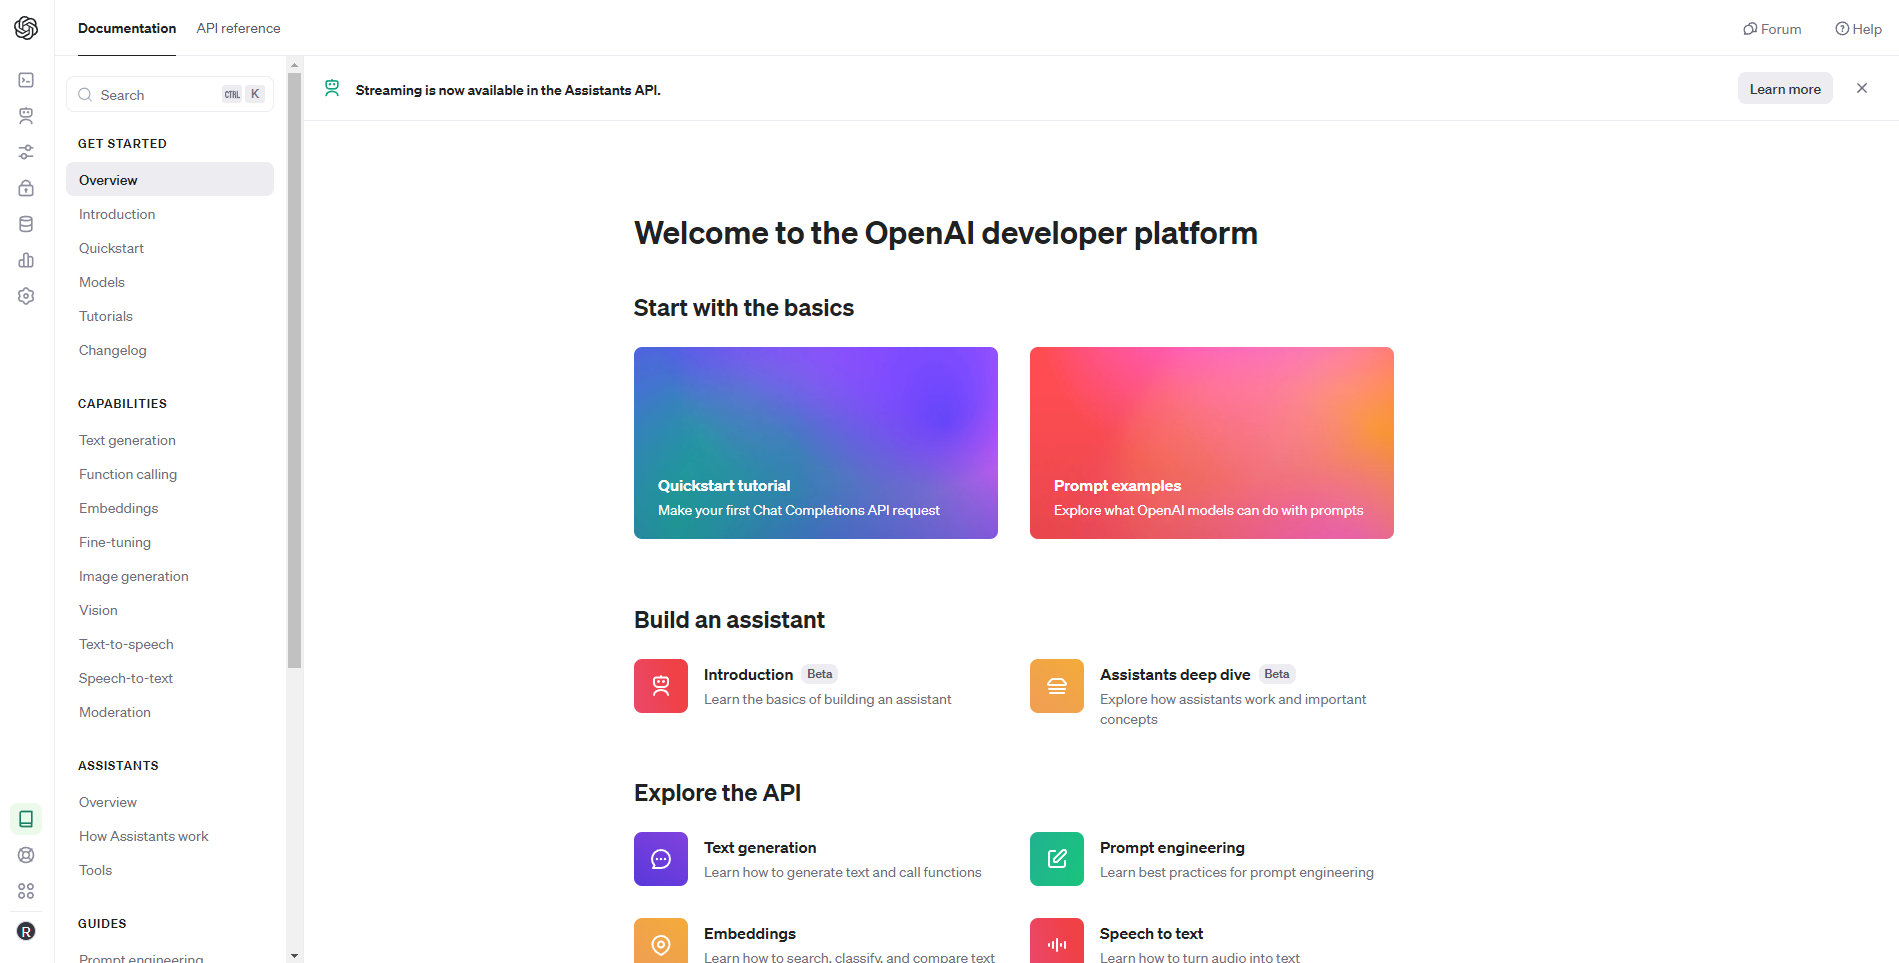 Documentation
API reference
Forum
Help
Search
CTRL K
GET STARTED
Overview
Introduction
Quickstart
Models
Tutorials
Changelog
CAPABILITIES
Text generation
Function calling
Embeddings
Fine-tuning
Image generation
Vision
Text-to-speech
Speech-to-text
Moderation
ASSISTANTS
Overview
How Assistants work
Tools
GUIDES
Prompt engineering
R
Streaming is now available in the Assistants API.
Learn more
Welcome to the OpenAI developer platform
Start with the basics
Quickstart tutorial
Make your first Chat Completions API request
Prompt examples
Explore what OpenAI models can do with prompts
Build an assistant
Introduction Beta
Learn the basics of building an assistant
Assistants deep dive Beta
Explore how assistants work and important
concepts
Explore the API
Text generation
Learn how to generate text and call functions
Prompt engineering
Learn best practices for prompt engineering
Embeddings
Learn how to search, classify, and compare text
Speech to text
Learn how to turn audio into text